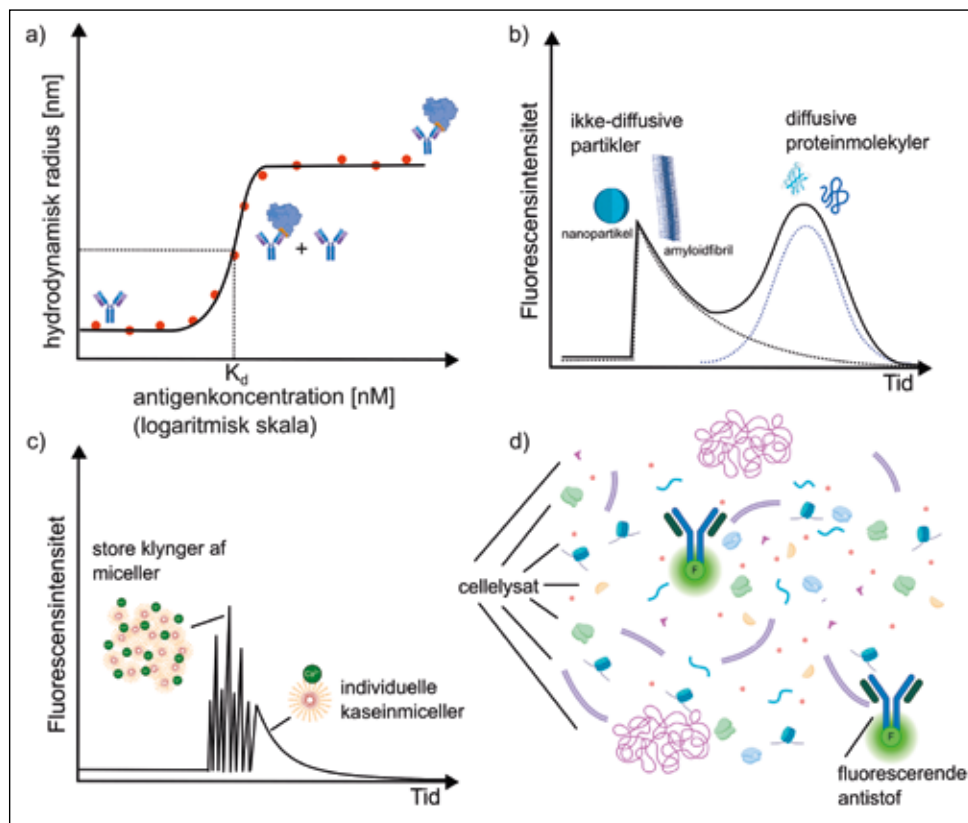 a)
hydrodynamisk radius [nm]
+
Kd
antigenkoncentration [nM]
(logaritmisk skala)
b)
Fluorescensintensitet
ikke-diffusive
partikler
nanopartikel
amyloidfibril
diffusive
proteinmolekyler
Tid
c)
Fluorescensintensitet
store klynger af
miceller
individuelle
kaseinmiceller
Tid
d)
cellelysat
F
F
fluorescerende
antistof